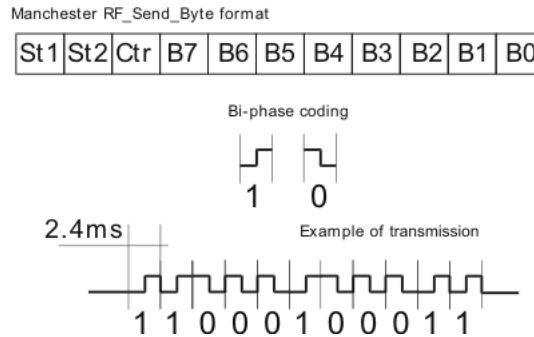 Manchester RF_Send_Byte format
St1 St2 Ctr B7 B6 B5 B4 B3 B2 B1 B0
Bi-phase coding
1 0
2.4ms Example of transmission
1 1 0 0 0 1 0 0 0 1 1